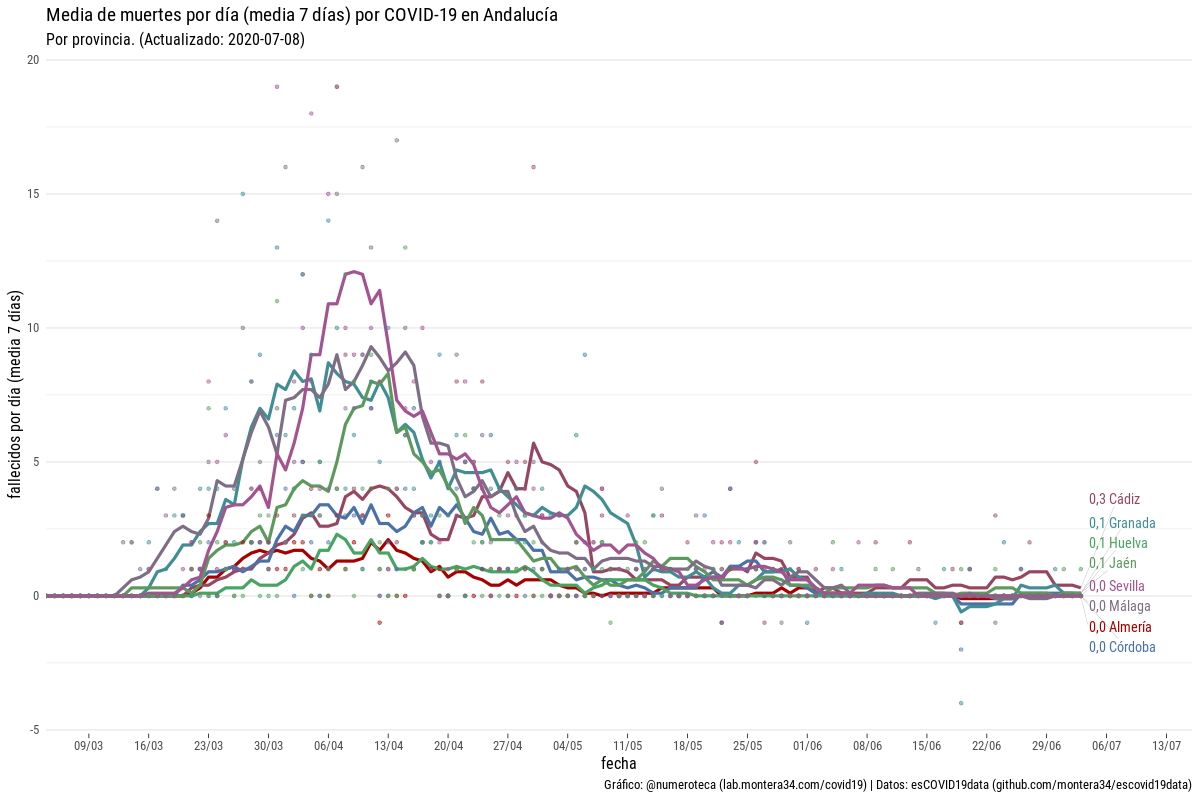 Media de muertes por día (media 7 días) por COVID-19 en Andalucía
Por provincia. (Actualizado: 2020-07-08)
fallecidos por día (media 7 días)
20
15
10
5
0
-5
0,3 Cádiz
0,1 Granada
0,1 Huelva
0,1 Jaén
0,0 Sevilla
0,0 Málaga
0,0 Almería
0,0 Córdoba
09/03 16/03 23/03 30/03 06/04 13/04 20/04 27/04 04/05 11/05 18/05 25/05 01/06 08/06 15/06 22/06 29/06 06/07 13/07
fecha
Gráfico: @numeroteca (lab.montera34.com/covid19) | Datos: esCOVID19data (github.com/montera34/escovid19data)